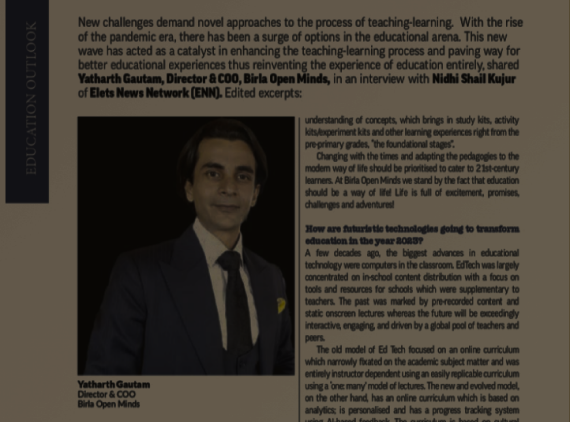 EDUCATION OUTLOOK
New challenges demand novel approaches to the process of teaching-learning. With the rise
of the pandemic era, there has been a surge of options in the educational arena. This new
wave has acted as a catalyst in enhancing the teaching-learning process and paving way for
better educational experiences thus reinventing the experience of education entirely, shared
Yatharth Gautam, Director & COO, Birla Open Minds, in an interview with Nidhi Shail Kujur
of Elets News Network (ENN). Edited excerpts:
Yatharth Gautam
Director & COO
Birla Open Minds
understanding of concepts, which brings in study kits, activity
kits/experiment kits and other learning experiences right from the
pre-primary grades, "the foundational stages".
Changing with the times and adapting the pedagogies to the
modern way of life should be prioritised to cater to 21st-century
learners. At Birla Open Minds we stand by the fact that education
should be a way of life! Life is full of excitement, promises,
challenges and adventures!
How are futuristic technologies going to transform
education in the year 2023?
A few decades ago, the biggest advances in educational
technology were computers in the classroom. EdTech was largely
concentrated on in-school content distribution with a focus on
tools and resources for schools which were supplementary to
teachers. The past was marked by pre-recorded content and
static onscreen lectures whereas the future will be exceedingly
interactive, engaging, and driven by a global pool of teachers and
peers.
The old model of Ed Tech focused on an online curriculum
which narrowly fixated on the academic subject matter and was
entirely instructor dependent using an easily replicable curriculum
using a 'one: many' model of lectures. The new and evolved model,
on the other hand, has an online curriculum which is based on
analytics; is personalised and has a progress tracking system